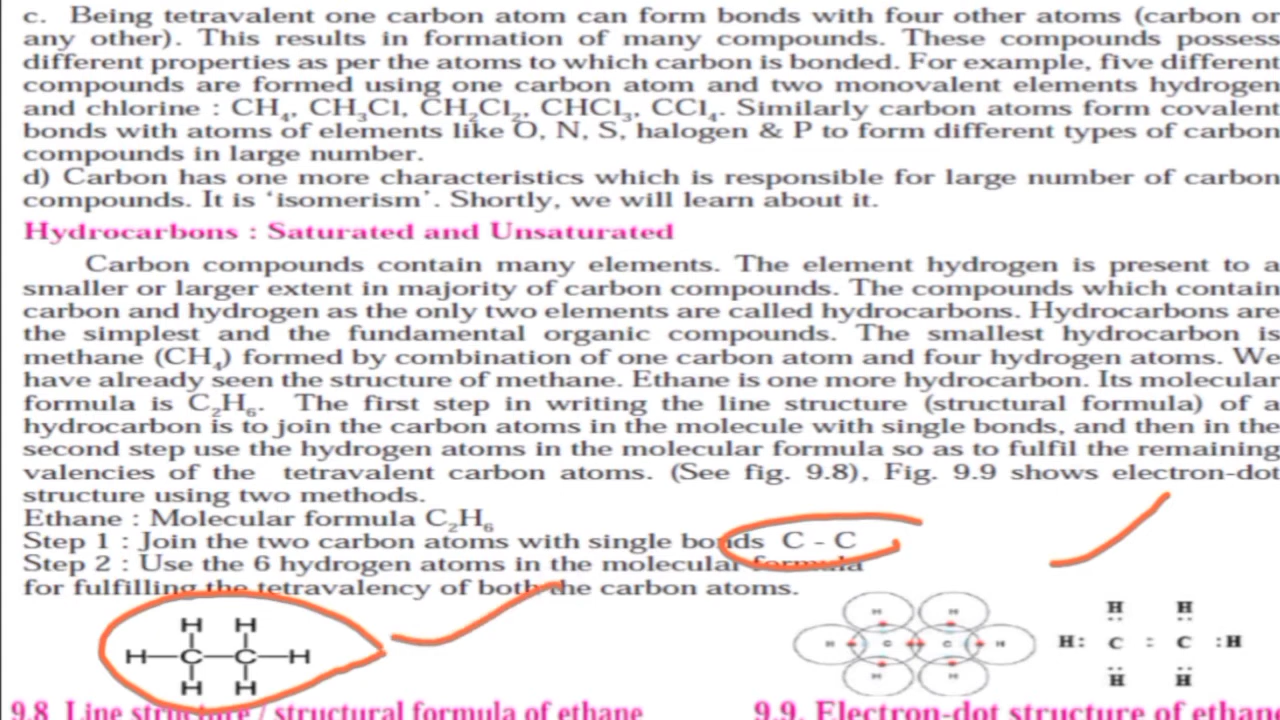 c. Being tetravalent one carbon atom can form bonds with four other atoms (carbon or
any other). This results in formation of many compounds. These compounds possess
different properties as per the atoms to which carbon is bonded. For example, five different
compounds are formed using one carbon atom and two monovalent elements hydrogen
and chlorine : CH₄, CH₃Cl, CH₂Cl₂, CHCl₃, CCl₄. Similarly carbon atoms form covalent
bonds with atoms of elements like O, N, S, halogen & P to form different types of carbon
compounds in large number.
d) Carbon has one more characteristics which is responsible for large number of carbon
compounds. It is ‘isomerism’. Shortly, we will learn about it.
Hydrocarbons : Saturated and Unsaturated
Carbon compounds contain many elements. The element hydrogen is present to a
smaller or larger extent in majority of carbon compounds. The compounds which contain
carbon and hydrogen as the only two elements are called hydrocarbons. Hydrocarbons are
the simplest and the fundamental organic compounds. The smallest hydrocarbon is
methane (CH₄) formed by combination of one carbon atom and four hydrogen atoms. We
have already seen the structure of methane. Ethane is one more hydrocarbon. Its molecular
formula is C₂H₆. The first step in writing the line structure (structural formula) of a
hydrocarbon is to join the carbon atoms in the molecule with single bonds, and then in the
second step use the hydrogen atoms in the molecular formula so as to fulfil the remaining
valencies of the tetravalent carbon atoms. (See fig. 9.8), Fig. 9.9 shows electron-dot
structure using two methods.
Ethane : Molecular formula C₂H₆
Step 1 : Join the two carbon atoms with single bonds C - C
Step 2 : Use the 6 hydrogen atoms in the molecular formula
for fulfilling the tetravalency of both the carbon atoms.
H H
H—C—C—H
H H
H H
H C C H
H H
H H
H: C : C :H
H H
9.8 Line structure / structural formula of ethane
9.9. Electron-dot structure of ethane